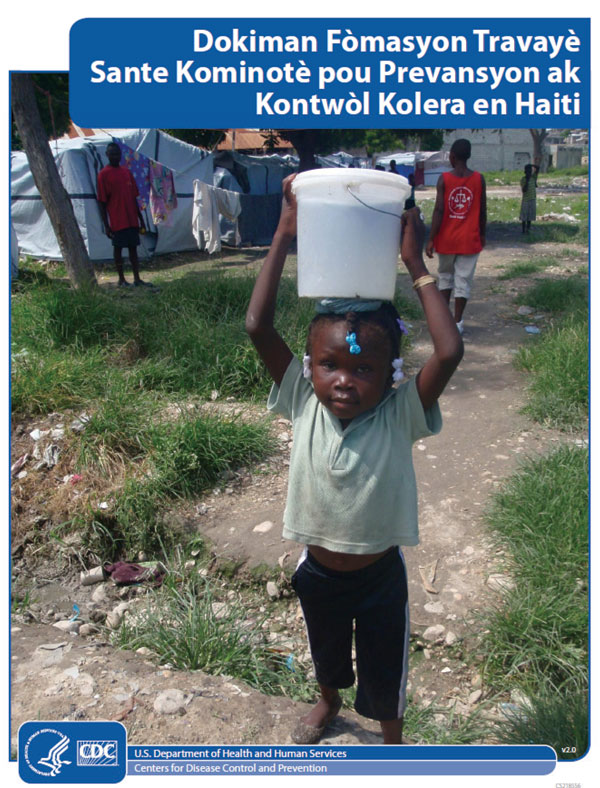 Dokiman Fòmasyon Travayè
Sante Kominotè pou Prevansyon ak
Kontwòl Kolera en Haiti
CDC
U.S. Department of Health and Human Services
Centers for Disease Control and Prevention
v2.0
CS218056